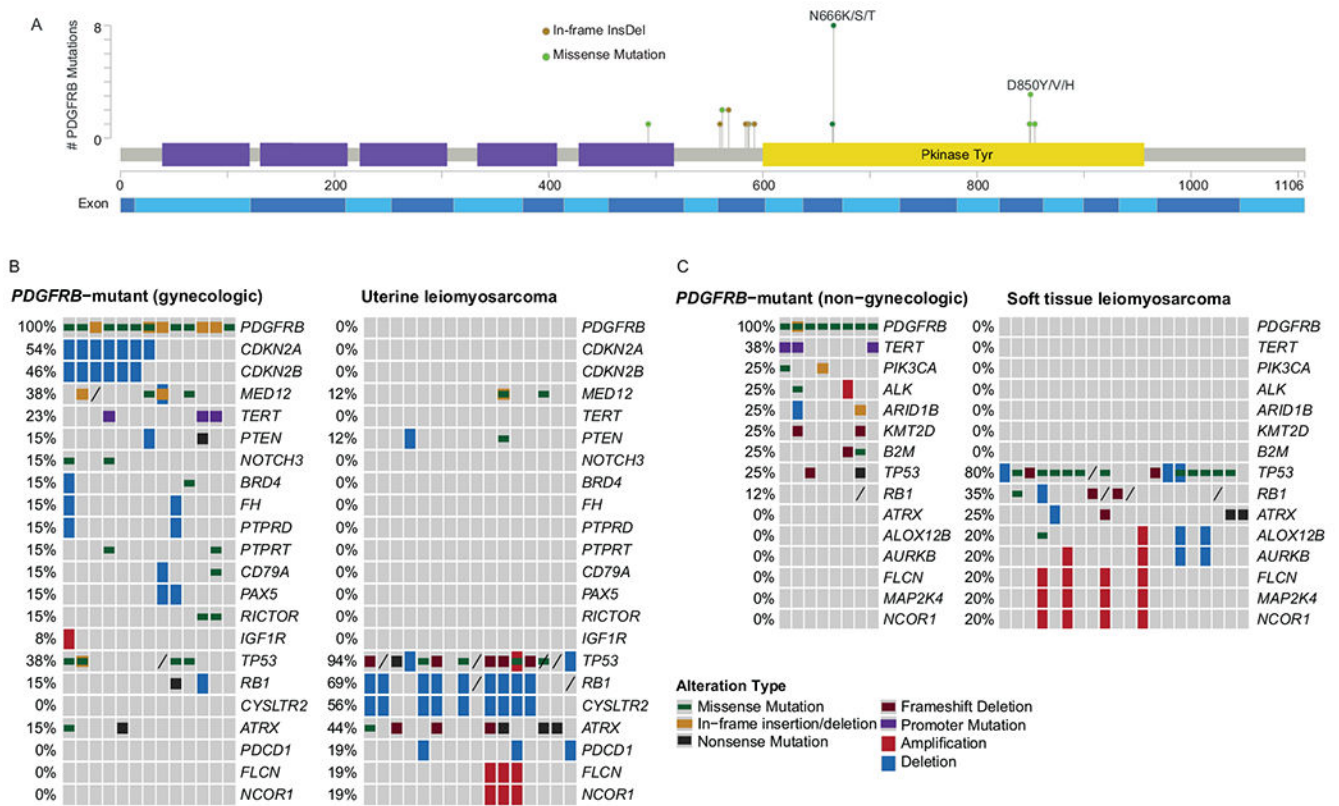 A
# PDGFRB Mutations
8
0
In-frame InsDel
Missense Mutation
N666K/S/T
D850Y/V/H
Pkinase Tyr
0 200 400 600 800 1000 1106
Exon
B
PDGFRB−mutant (gynecologic) Uterine leiomyosarcoma
100% PDGFRB 0% PDGFRB
54% CDKN2A 0% CDKN2A
46% CDKN2B 0% CDKN2B
38% MED12 12% MED12
23% TERT 0% TERT
15% PTEN 12% PTEN
15% NOTCH3 0% NOTCH3
15% BRD4 0% BRD4
15% FH 0% FH
15% PTPRD 0% PTPRD
15% PTPRT 0% PTPRT
15% CD79A 0% CD79A
15% PAX5 0% PAX5
15% RICTOR 0% RICTOR
8% IGF1R 0% IGF1R
38% TP53 94% TP53
15% RB1 69% RB1
0% CYSLTR2 56% CYSLTR2
15% ATRX 44% ATRX
0% PDCD1 19% PDCD1
0% FLCN 19% FLCN
0% NCOR1 19% NCOR1
C
PDGFRB−mutant (non−gynecologic) Soft tissue leiomyosarcoma
100% PDGFRB 0% PDGFRB
38% TERT 0% TERT
25% PIK3CA 0% PIK3CA
25% ALK 0% ALK
25% ARID1B 0% ARID1B
25% KMT2D 0% KMT2D
25% B2M 0% B2M
25% TP53 80% TP53
12% RB1 35% RB1
0% ATRX 25% ATRX
0% ALOX12B 20% ALOX12B
0% AURKB 20% AURKB
0% FLCN 20% FLCN
0% MAP2K4 20% MAP2K4
0% NCOR1 20% NCOR1
Alteration Type
Missense Mutation
In-frame insertion/deletion
Nonsense Mutation
Frameshift Deletion
Promoter Mutation
Amplification
Deletion